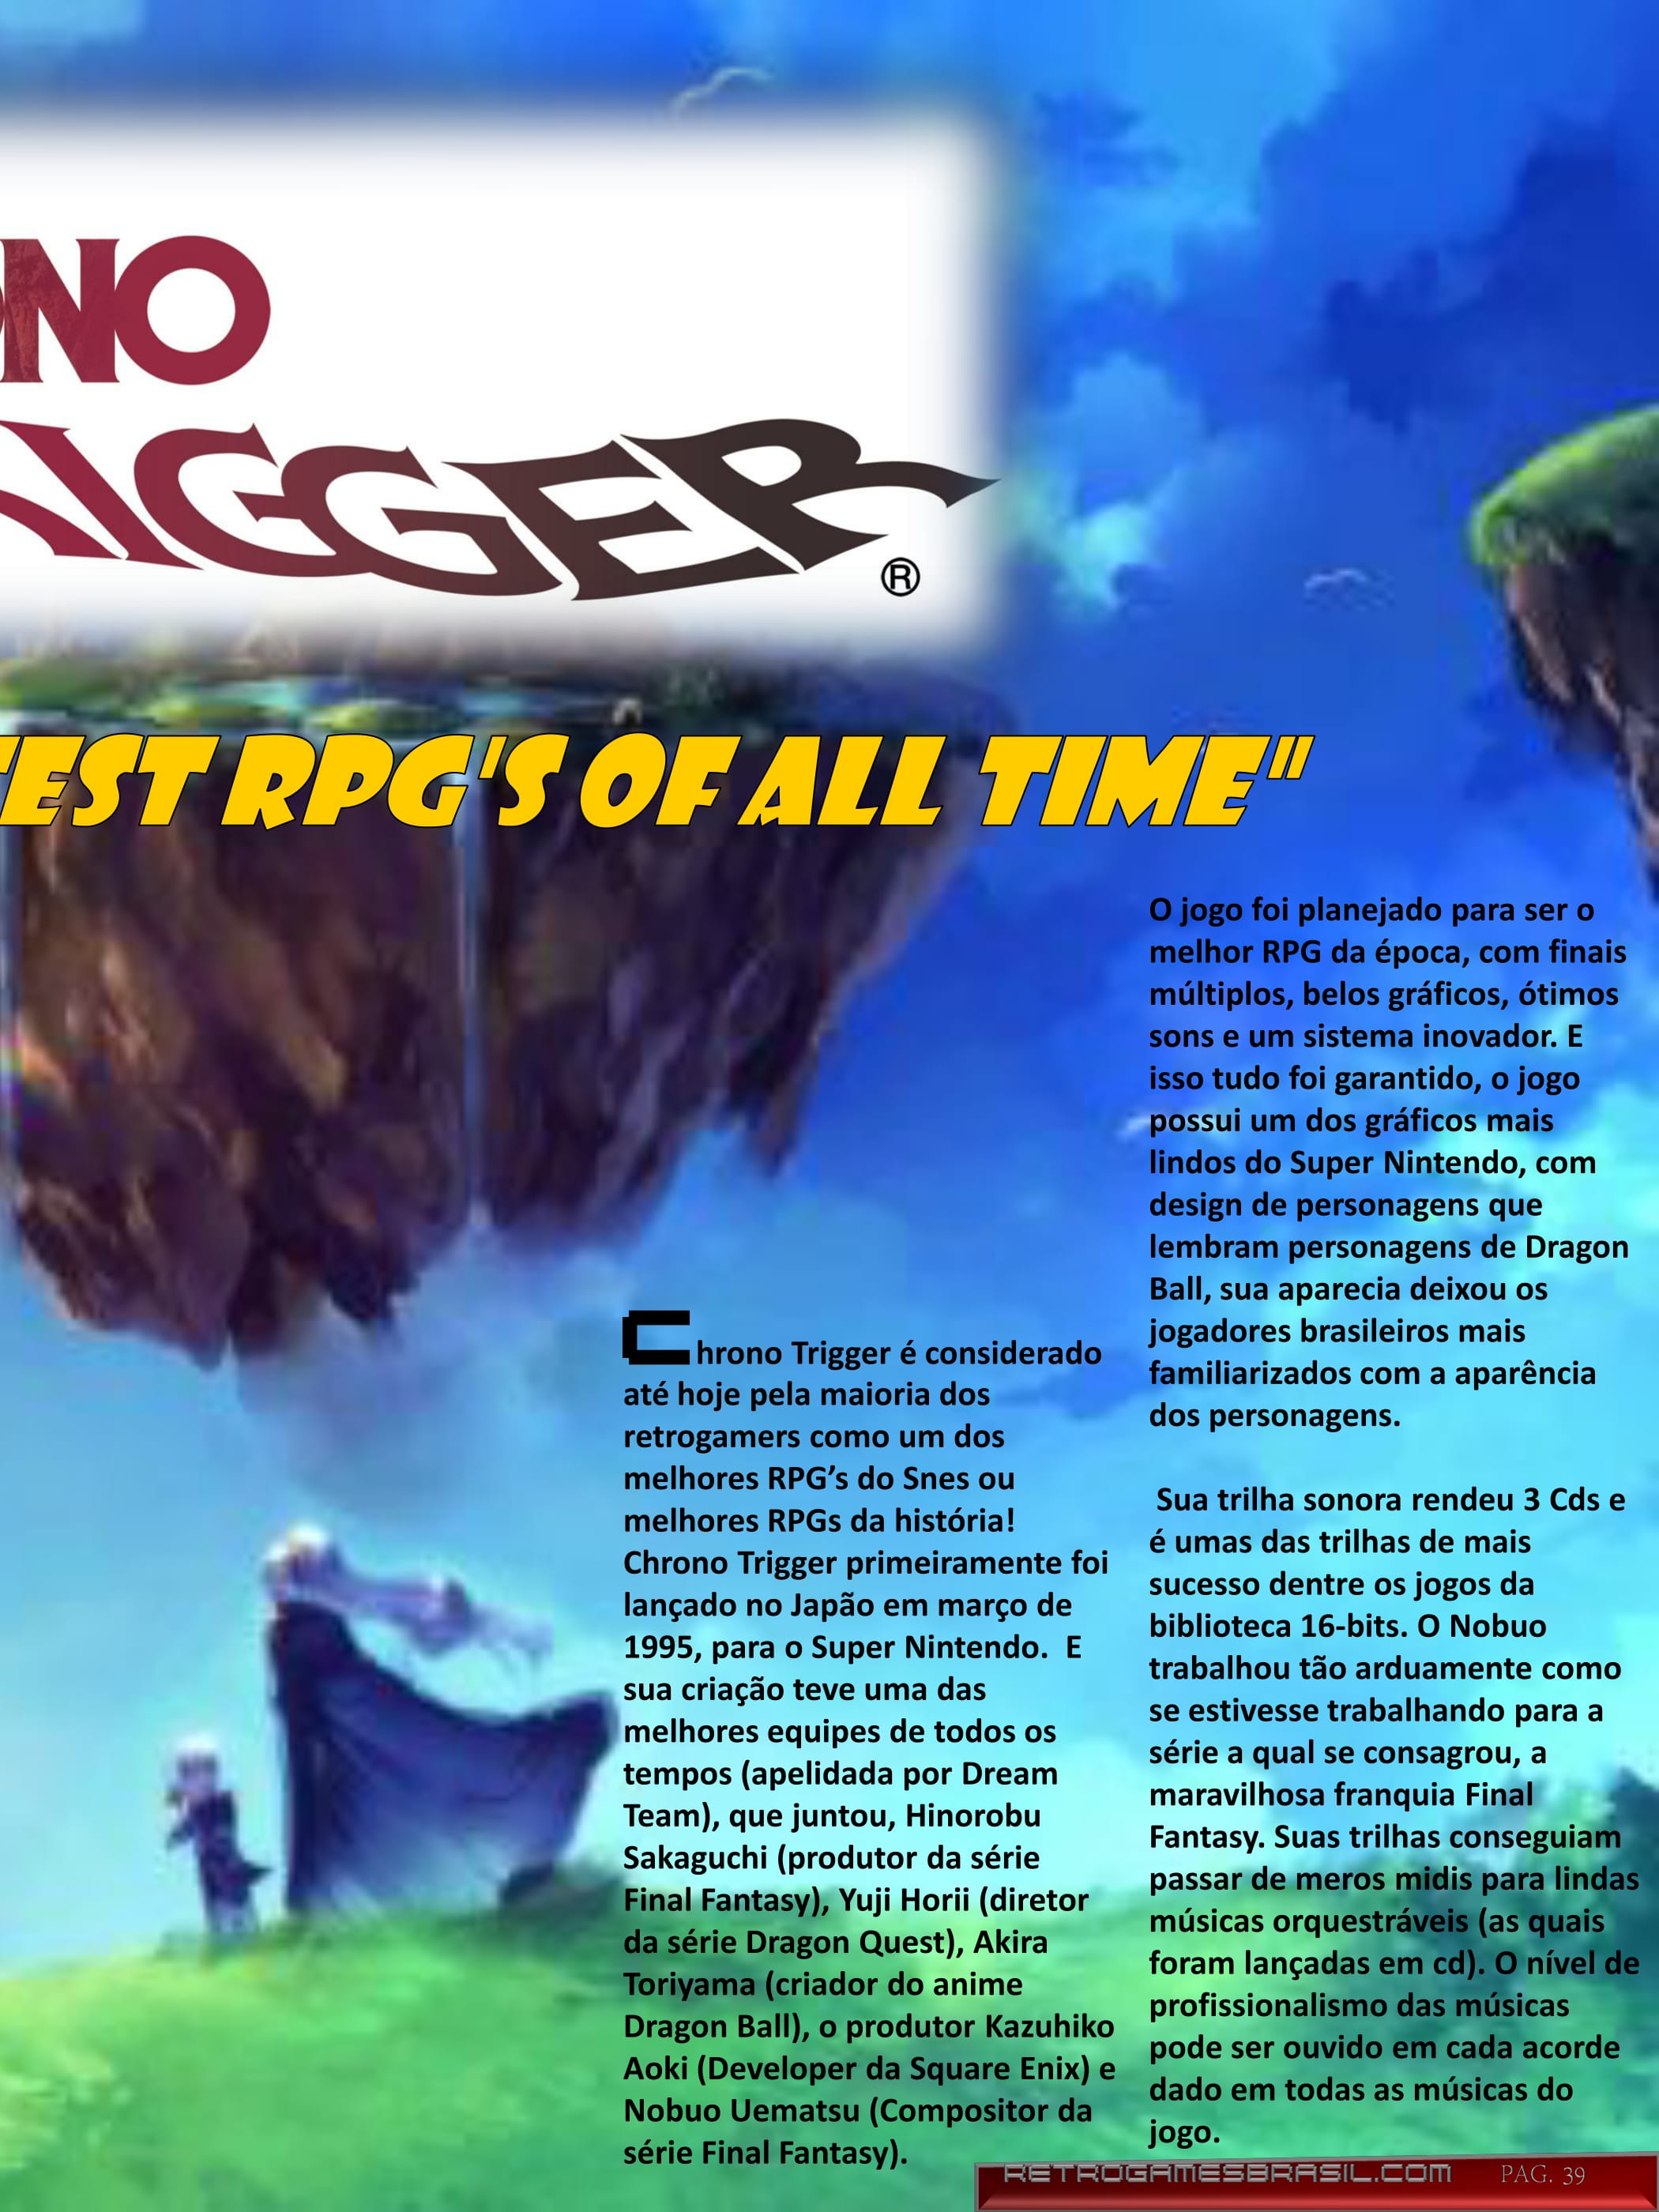 ONO
IGGER®
EST RPG'S OF ALL TIME"
Chrono Trigger é considerado
até hoje pela maioria dos
retrogamers como um dos
melhores RPG’s do Snes ou
melhores RPGs da história!
Chrono Trigger primeiramente foi
lançado no Japão em março de
1995, para o Super Nintendo.  E
sua criação teve uma das
melhores equipes de todos os
tempos (apelidada por Dream
Team), que juntou, Hinorobu
Sakaguchi (produtor da série
Final Fantasy), Yuji Horii (diretor
da série Dragon Quest), Akira
Toriyama (criador do anime
Dragon Ball), o produtor Kazuhiko
Aoki (Developer da Square Enix) e
Nobuo Uematsu (Compositor da
série Final Fantasy).
O jogo foi planejado para ser o
melhor RPG da época, com finais
múltiplos, belos gráficos, ótimos
sons e um sistema inovador. E
isso tudo foi garantido, o jogo
possui um dos gráficos mais
lindos do Super Nintendo, com
design de personagens que
lembram personagens de Dragon
Ball, sua aparecia deixou os
jogadores brasileiros mais
familiarizados com a aparência
dos personagens.
Sua trilha sonora rendeu 3 Cds e
é umas das trilhas de mais
sucesso dentre os jogos da
biblioteca 16-bits. O Nobuo
trabalhou tão arduamente como
se estivesse trabalhando para a
série a qual se consagrou, a
maravilhosa franquia Final
Fantasy. Suas trilhas conseguiam
passar de meros midis para lindas
músicas orquestráveis (as quais
foram lançadas em cd). O nível de
profissionalismo das músicas
pode ser ouvido em cada acorde
dado em todas as músicas do
jogo.
RETROGAMESBRASIL.COM PAG. 39